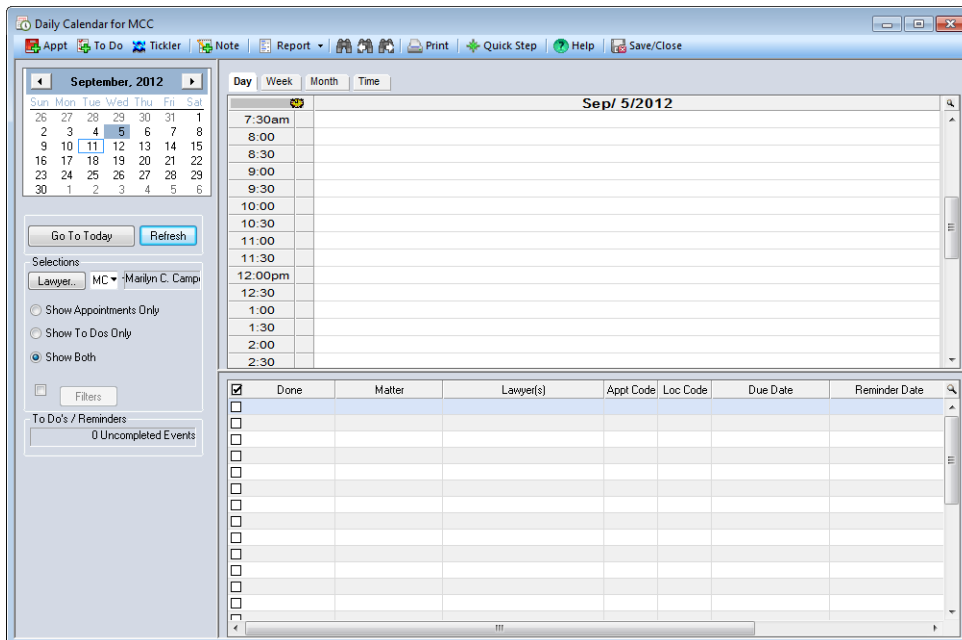 Daily Calendar for MCC
Appt To Do Tickler Note Report Print Quick Step Help Save/Close
September, 2012
Sun Mon Tue Wed Thu Fri Sat
26 27 28 29 30 31 1
2 3 4 5 6 7 8
9 10 11 12 13 14 15
16 17 18 19 20 21 22
23 24 25 26 27 28 29
30 1 2 3 4 5 6
Go To Today Refresh
Selections
Lawyer.. MC -Marilyn C. Camp
Show Appointments Only
Show To Dos Only
Show Both
Filters
To Do's / Reminders
0 Uncompleted Events
Day Week Month Time
Sep/ 5/2012
7:30am
8:00
8:30
9:00
9:30
10:00
10:30
11:00
11:30
12:00pm
12:30
1:00
1:30
2:00
2:30
Done Matter Lawyer(s) Appt Code Loc Code Due Date Reminder Date